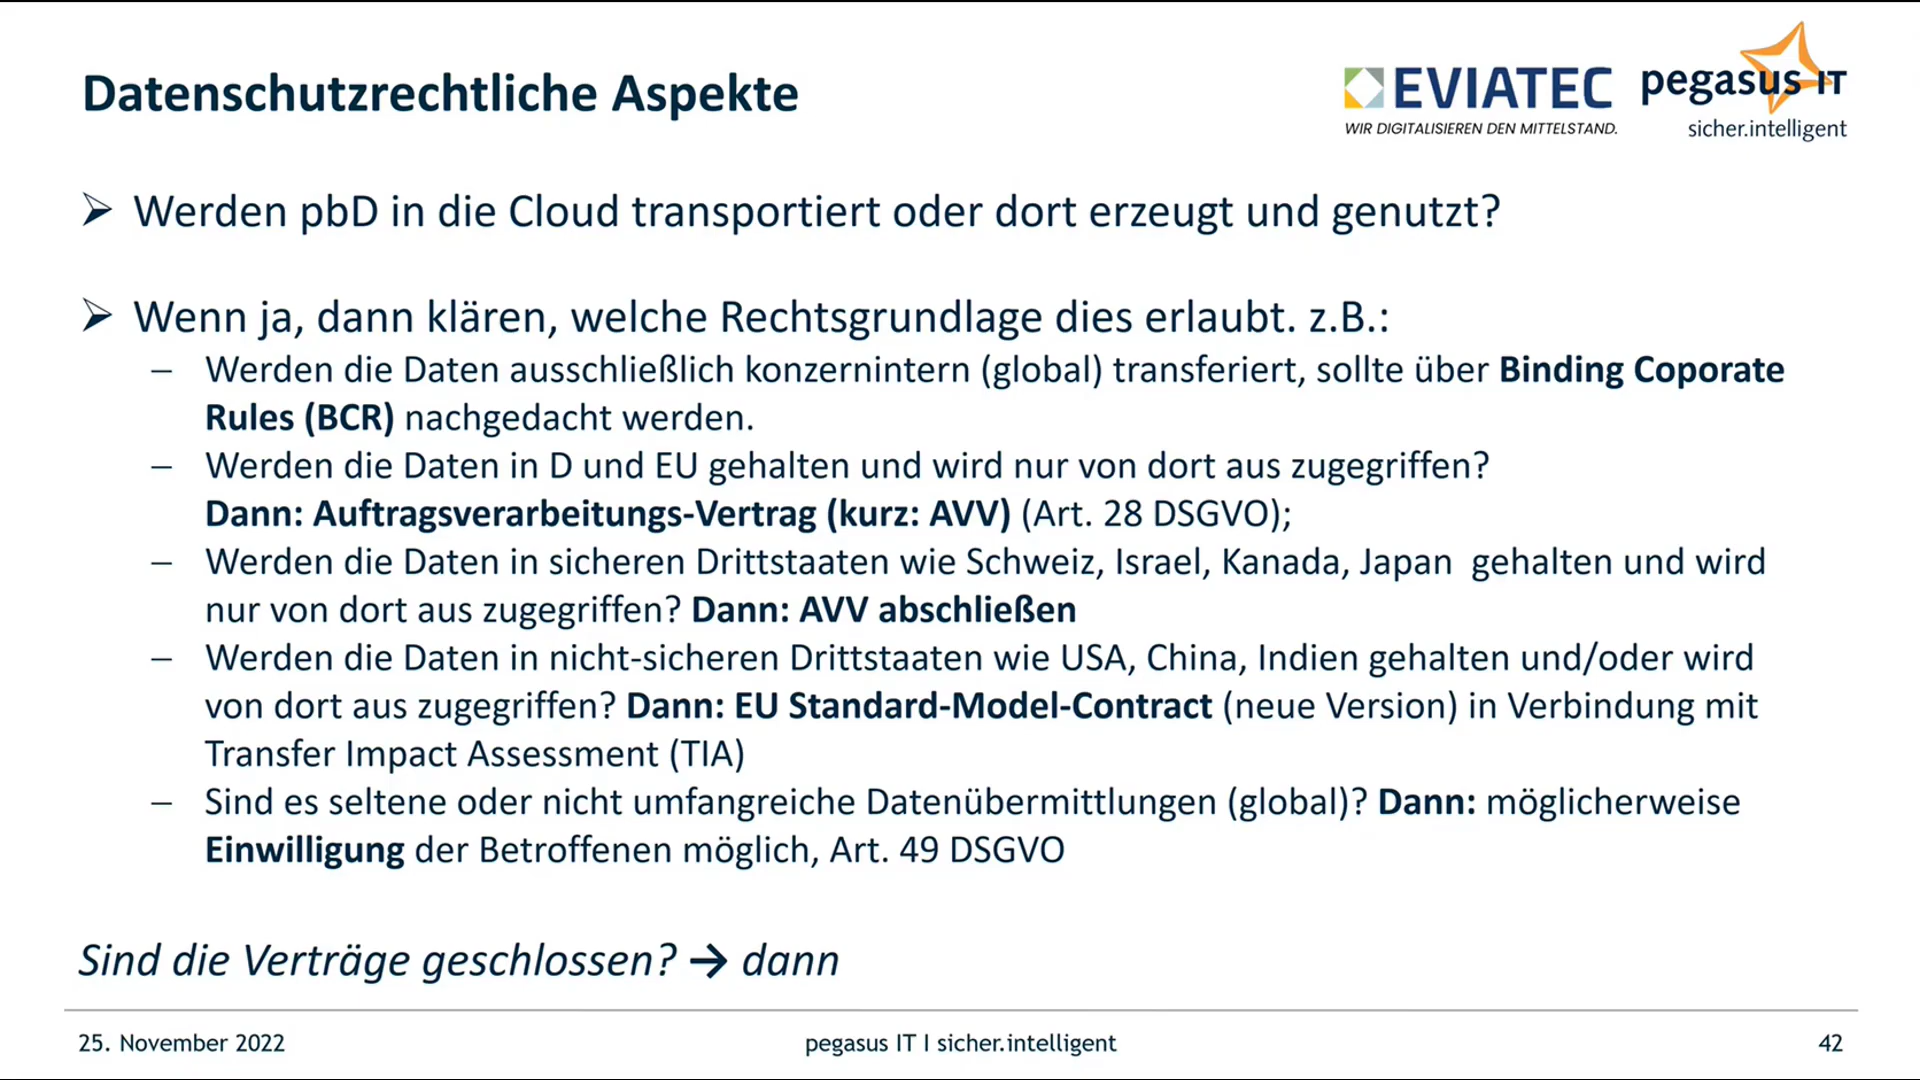 Datenschutzrechtliche Aspekte
EVIATEC
WIR DIGITALISIEREN DEN MITTELSTAND.
pegasus IT
sicher.intelligent
➢ Werden pbD in die Cloud transportiert oder dort erzeugt und genutzt?
➢ Wenn ja, dann klären, welche Rechtsgrundlage dies erlaubt. z.B.:
– Werden die Daten ausschließlich konzernintern (global) transferiert, sollte über Binding Coporate
Rules (BCR) nachgedacht werden.
– Werden die Daten in D und EU gehalten und wird nur von dort aus zugegriffen?
Dann: Auftragsverarbeitungs-Vertrag (kurz: AVV) (Art. 28 DSGVO);
– Werden die Daten in sicheren Drittstaaten wie Schweiz, Israel, Kanada, Japan  gehalten und wird
nur von dort aus zugegriffen? Dann: AVV abschließen
– Werden die Daten in nicht-sicheren Drittstaaten wie USA, China, Indien gehalten und/oder wird
von dort aus zugegriffen? Dann: EU Standard-Model-Contract (neue Version) in Verbindung mit
Transfer Impact Assessment (TIA)
– Sind es seltene oder nicht umfangreiche Datenübermittlungen (global)? Dann: möglicherweise
Einwilligung der Betroffenen möglich, Art. 49 DSGVO
Sind die Verträge geschlossen? → dann
25. November 2022
pegasus IT I sicher.intelligent
42